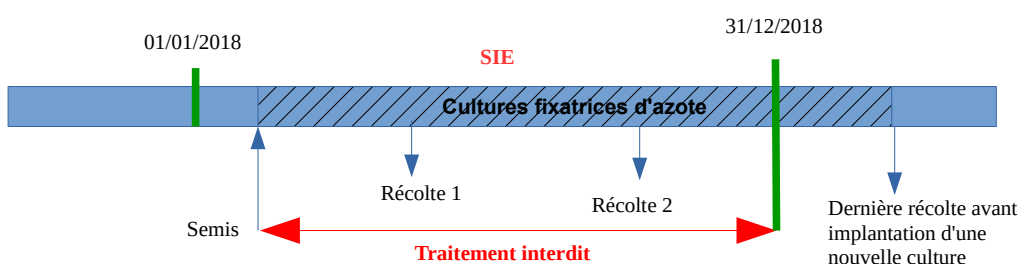 01/01/2018
31/12/2018
SIE
Cultures fixatrices d'azote
Récolte 1
Récolte 2
Semis
Traitement interdit
Dernière récolte avant
implantation d'une
nouvelle culture